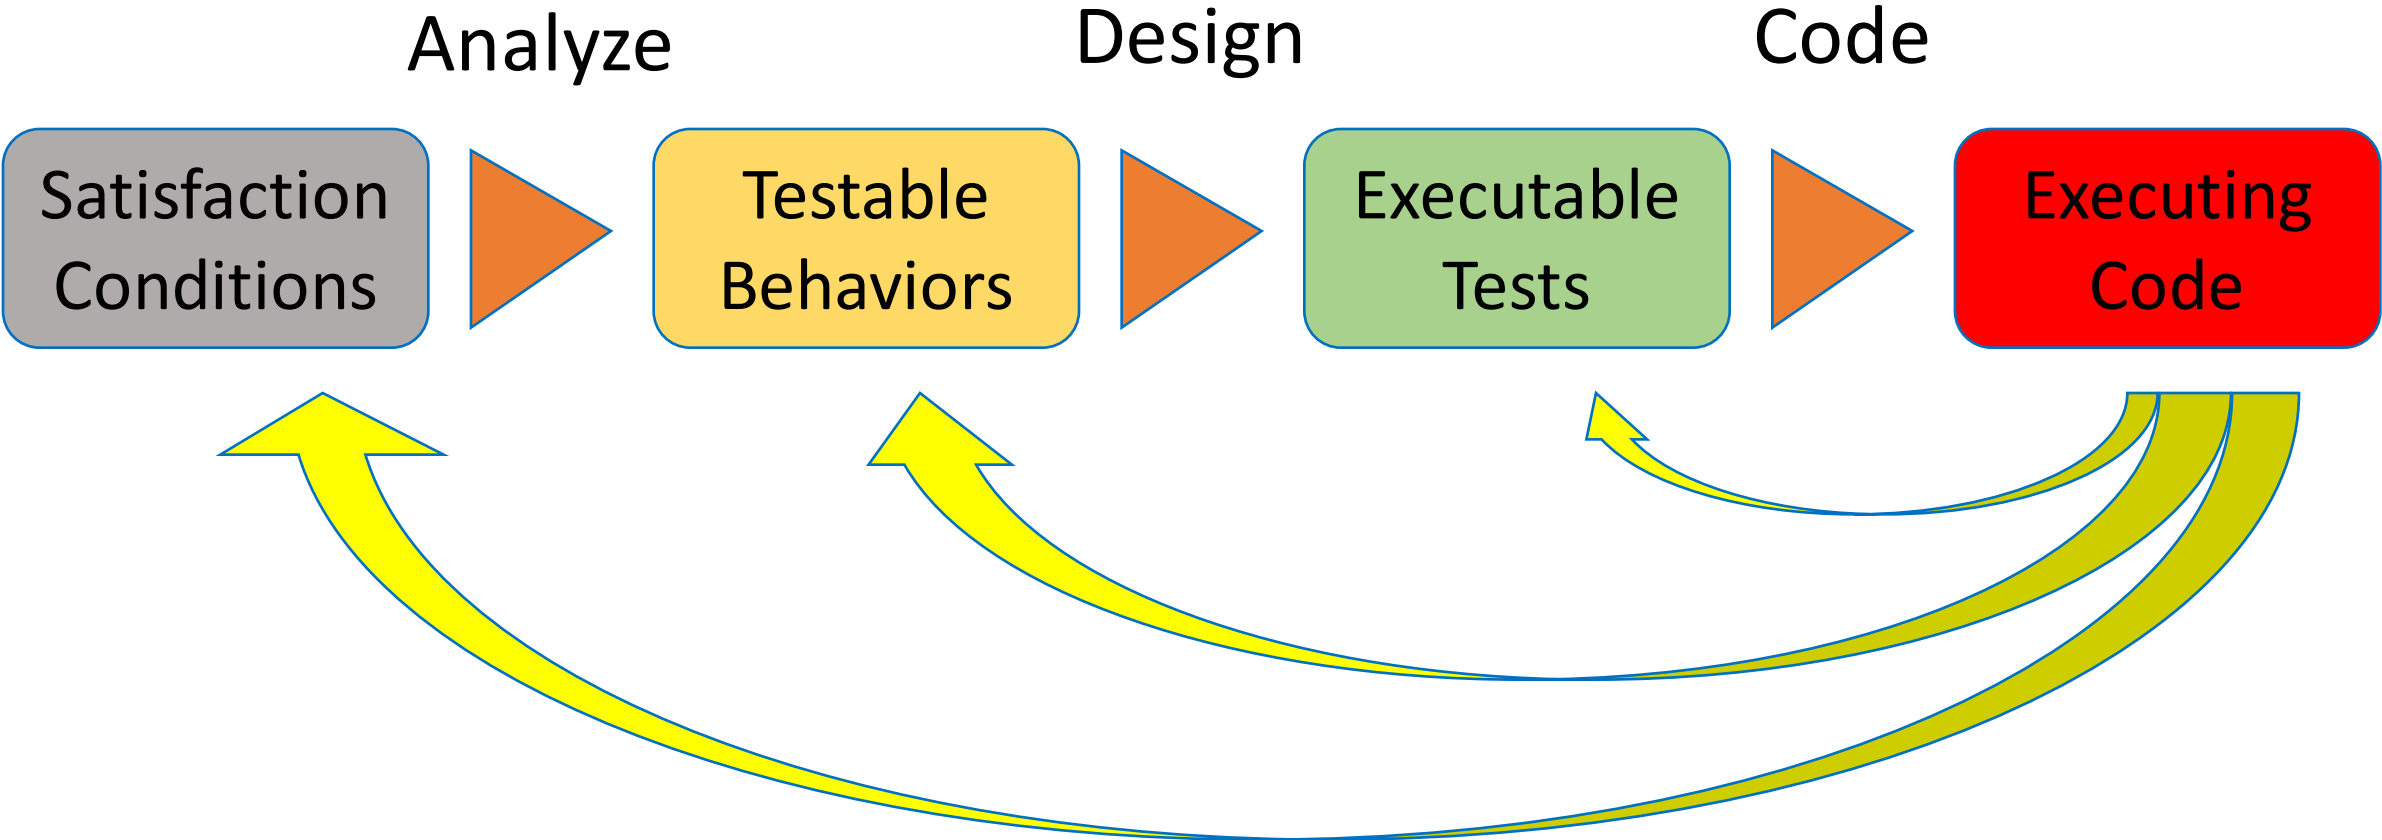 Analyze
Design
Code
Satisfaction
Conditions
Testable
Behaviors
Executable
Tests
Executing
Code